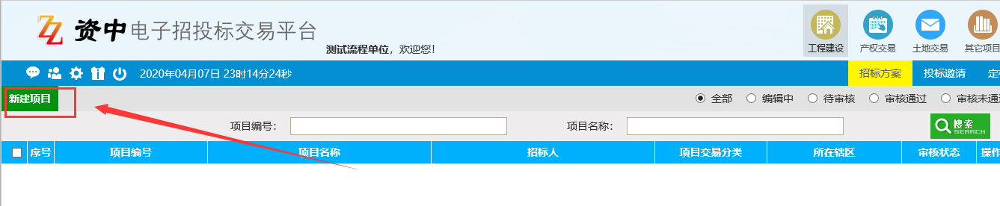 ZZ 资中 电子招投标交易平台
测试流程单位，欢迎您！
工程建设 产权交易 土地交易 其它项目
2020年04月07日 23时14分24秒 招标方案 投标邀请
新建项目 全部 编辑中 待审核 审核通过 审核未通
项目编号： 项目名称： 搜索 SEARCH
序号 项目编号 项目名称 招标人 项目交易分类 所在辖区 审核状态 操作